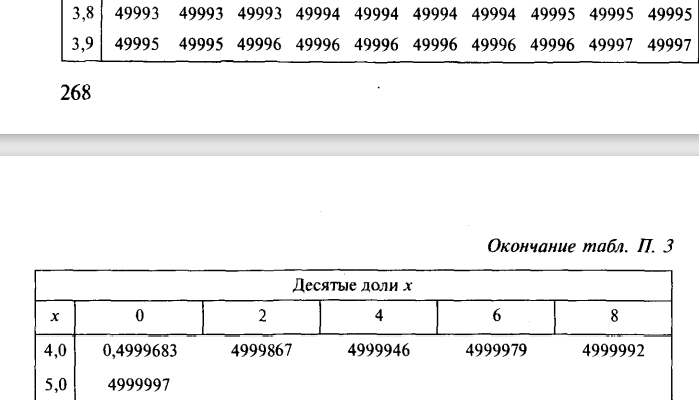 3,8 49993 49993 49993 49994 49994 49994 49994 49995 49995 49995
3,9 49995 49995 49996 49996 49996 49996 49996 49996 49997 49997
268
Окончание табл. П. 3
Десятые доли x
x 0 2 4 6 8
4,0 0,4999683 4999867 4999946 4999979 4999992
5,0 4999997